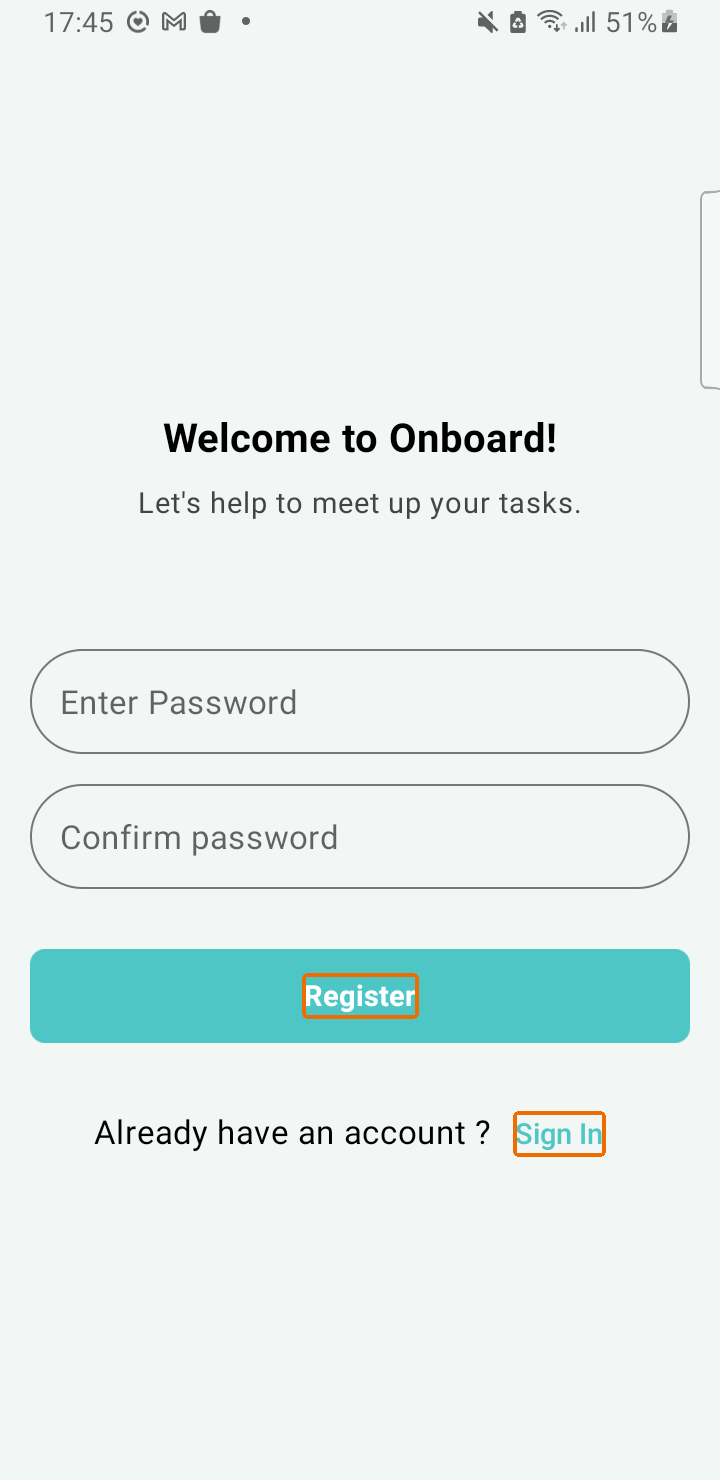 17:45 51%
Welcome to Onboard!
Let's help to meet up your tasks.
Enter Password
Confirm password
Register
Already have an account ? Sign In